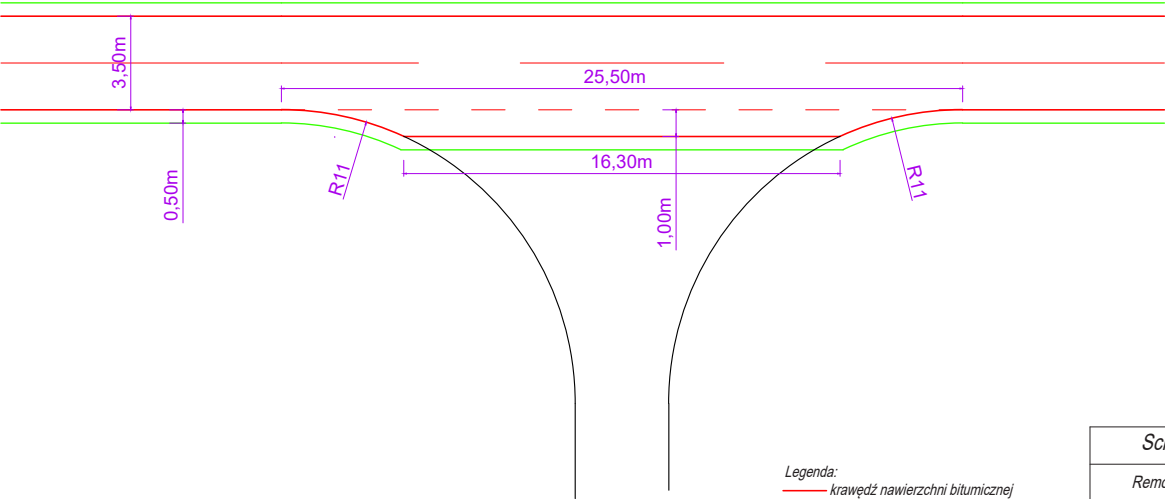 3,50m
25,50m
0,50m
R11
16,30m
1,00m
R11
Legenda:
krawędź nawierzchni bitumicznej